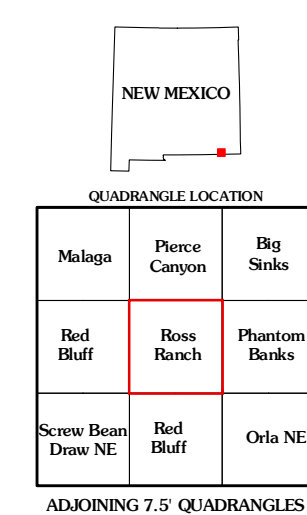 NEW MEXICO
QUADRANGLE LOCATION
Malaga
Pierce
Canyon
Big
Sinks
Red
Bluff
Ross
Ranch
Phantom
Banks
Screw Bean
Draw NE
Red
Bluff
Orla NE
ADJOINING 7.5' QUADRANGLES